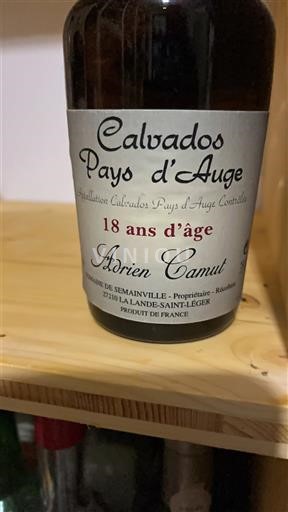 Calvados
Pays d'Auge
Appellation Calvados Pays d'Auge Contrôlée
18 ans d'âge
Adrien Camut
DOMAINE DE SEMAINVILLE - Propriétaire - Récoltant
27210 LA LANDE-SAINT-LÉGER
PRODUIT DE FRANCE